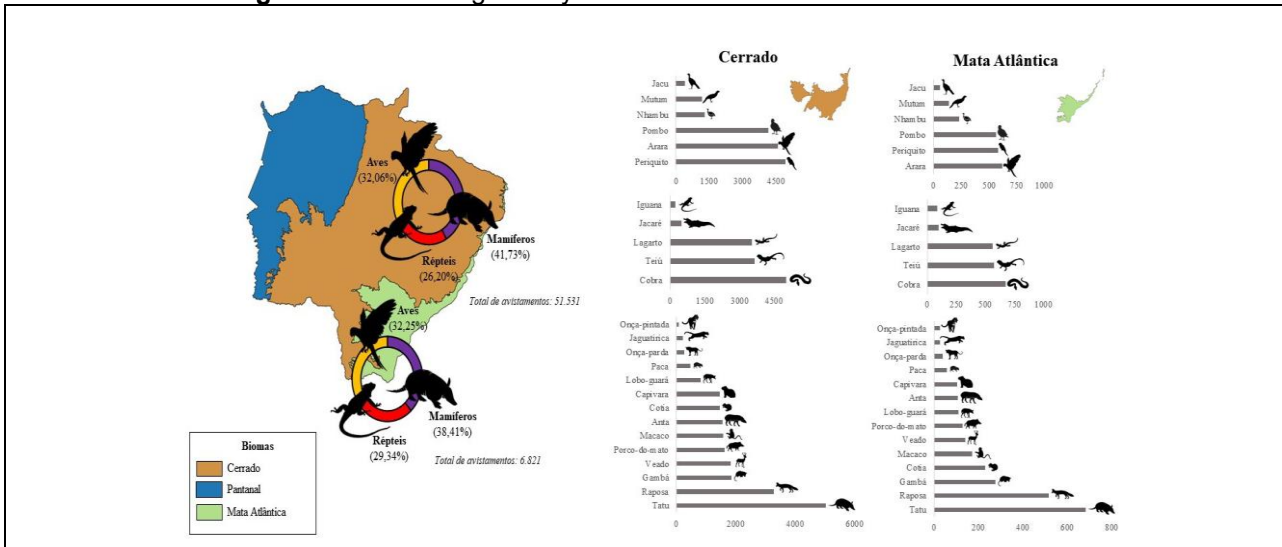 Cerrado
Jacu
Mutum
Nhambu
Pombo
Arara
Periquito
0 1500 3000 4500
Iguana
Jacaré
Lagarto
Teiú
Cobra
0 1500 3000 4500
Onça-pintada
Jaguatirica
Onça-parda
Paca
Lobo-guará
Capivara
Cotia
Anta
Macaco
Porco-do-mato
Veado
Gambá
Raposa
Tatu
0 2000 4000 6000
Mata Atlântica
Jacu
Mutum
Nhambu
Pombo
Periquito
Arara
0 250 500 750 1000
Iguana
Jacaré
Lagarto
Teiú
Cobra
0 250 500 750 1000
Onça-pintada
Jaguatirica
Onça-parda
Paca
Capivara
Anta
Lobo-guará
Porco-do-mato
Veado
Macaco
Cotia
Gambá
Raposa
Tatu
0 200 400 600 800
Aves
(32,06%)
Mamíferos
(41,73%)
Répteis
(26,20%)
Total de avistamentos: 51.531
Aves
(32,25%)
Mamíferos
(38,41%)
Répteis
(29,34%)
Total de avistamentos: 6.821
Biomas
Cerrado
Pantanal
Mata Atlântica